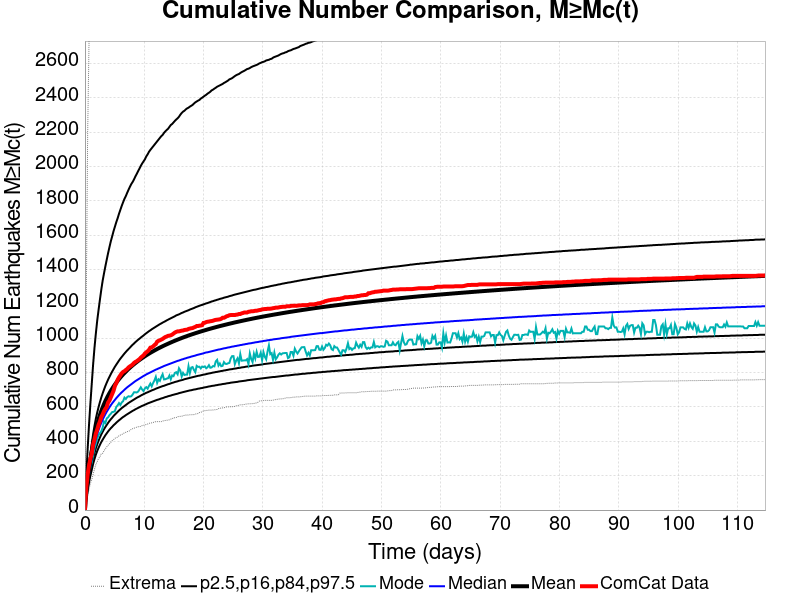 Cumulative Number Comparison, M≥Mc(t)
Cumulative Num Earthquakes M≥Mc(t)
2600
2400
2200
2000
1800
1600
1400
1200
1000
800
600
400
200
0
0 10 20 30 40 50 60 70 80 90 100 110
Time (days)
Extrema p2.5,p16,p84,p97.5 Mode Median Mean ComCat Data